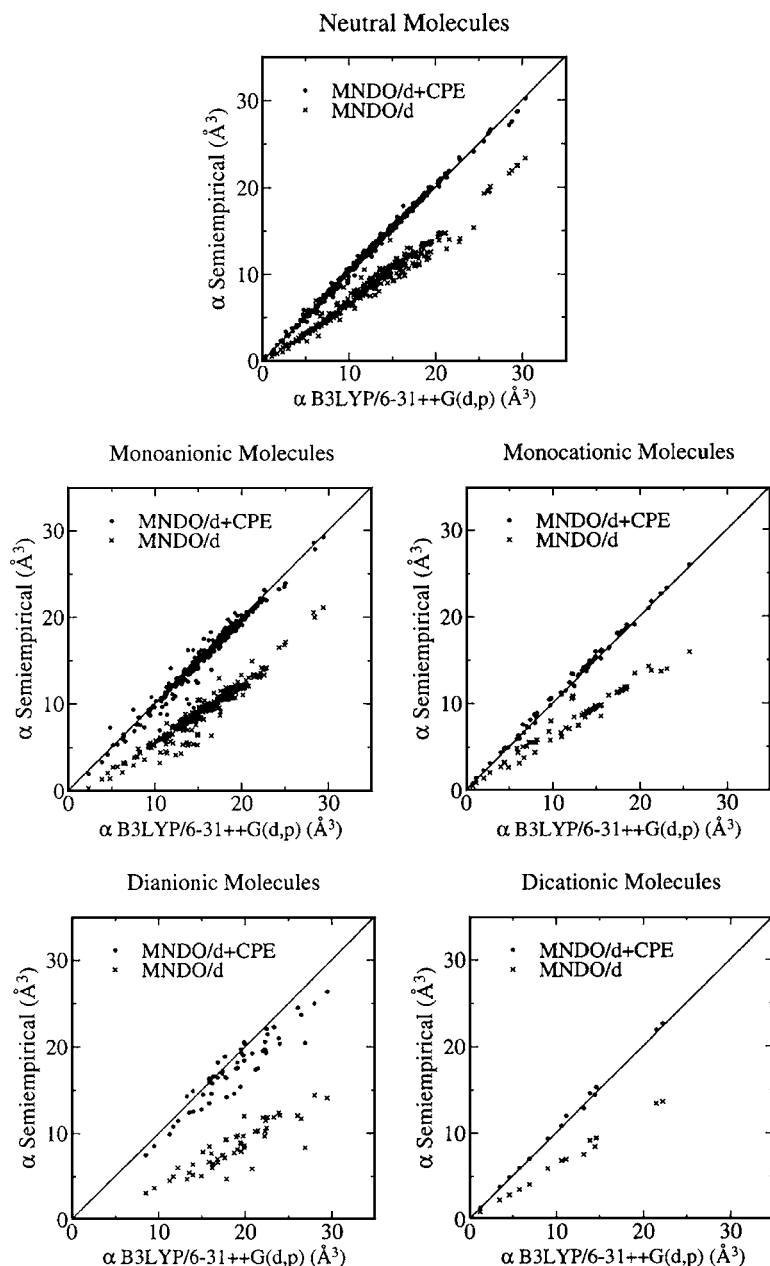 Neutral Molecules
α Semiempirical (Å³)
30
20
10
0
MNDO/d+CPE
MNDO/d
0 10 20 30
α B3LYP/6-31++G(d,p) (Å³)
Monoanionic Molecules
α Semiempirical (Å³)
30
20
10
0
MNDO/d+CPE
MNDO/d
0 10 20 30
α B3LYP/6-31++G(d,p) (Å³)
Monocationic Molecules
α Semiempirical (Å³)
30
20
10
0
MNDO/d+CPE
MNDO/d
0 10 20 30
α B3LYP/6-31++G(d,p) (Å³)
Dianionic Molecules
α Semiempirical (Å³)
30
20
10
0
MNDO/d+CPE
MNDO/d
0 10 20 30
α B3LYP/6-31++G(d,p) (Å³)
Dicationic Molecules
α Semiempirical (Å³)
30
20
10
0
MNDO/d+CPE
MNDO/d
0 10 20 30
α B3LYP/6-31++G(d,p) (Å³)